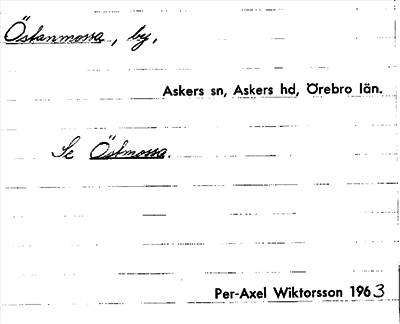 Östanmossa, by,
Askers sn, Askers hd, Örebro län.
Se Östmossa.
Per-Axel Wiktorsson 1963